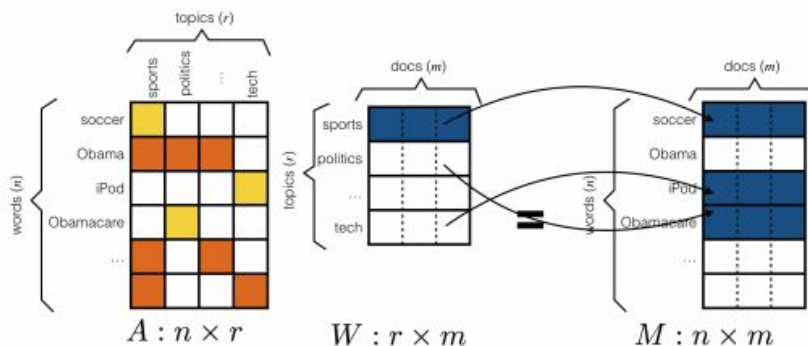 topics (r)
sports
politics
...
tech
words (n)
soccer
Obama
iPod
Obamacare
...
A : n × r
docs (m)
topics (r)
sports
politics
...
tech
W : r × m
=
docs (m)
words (n)
soccer
Obama
iPod
Obamacare
...
M : n × m